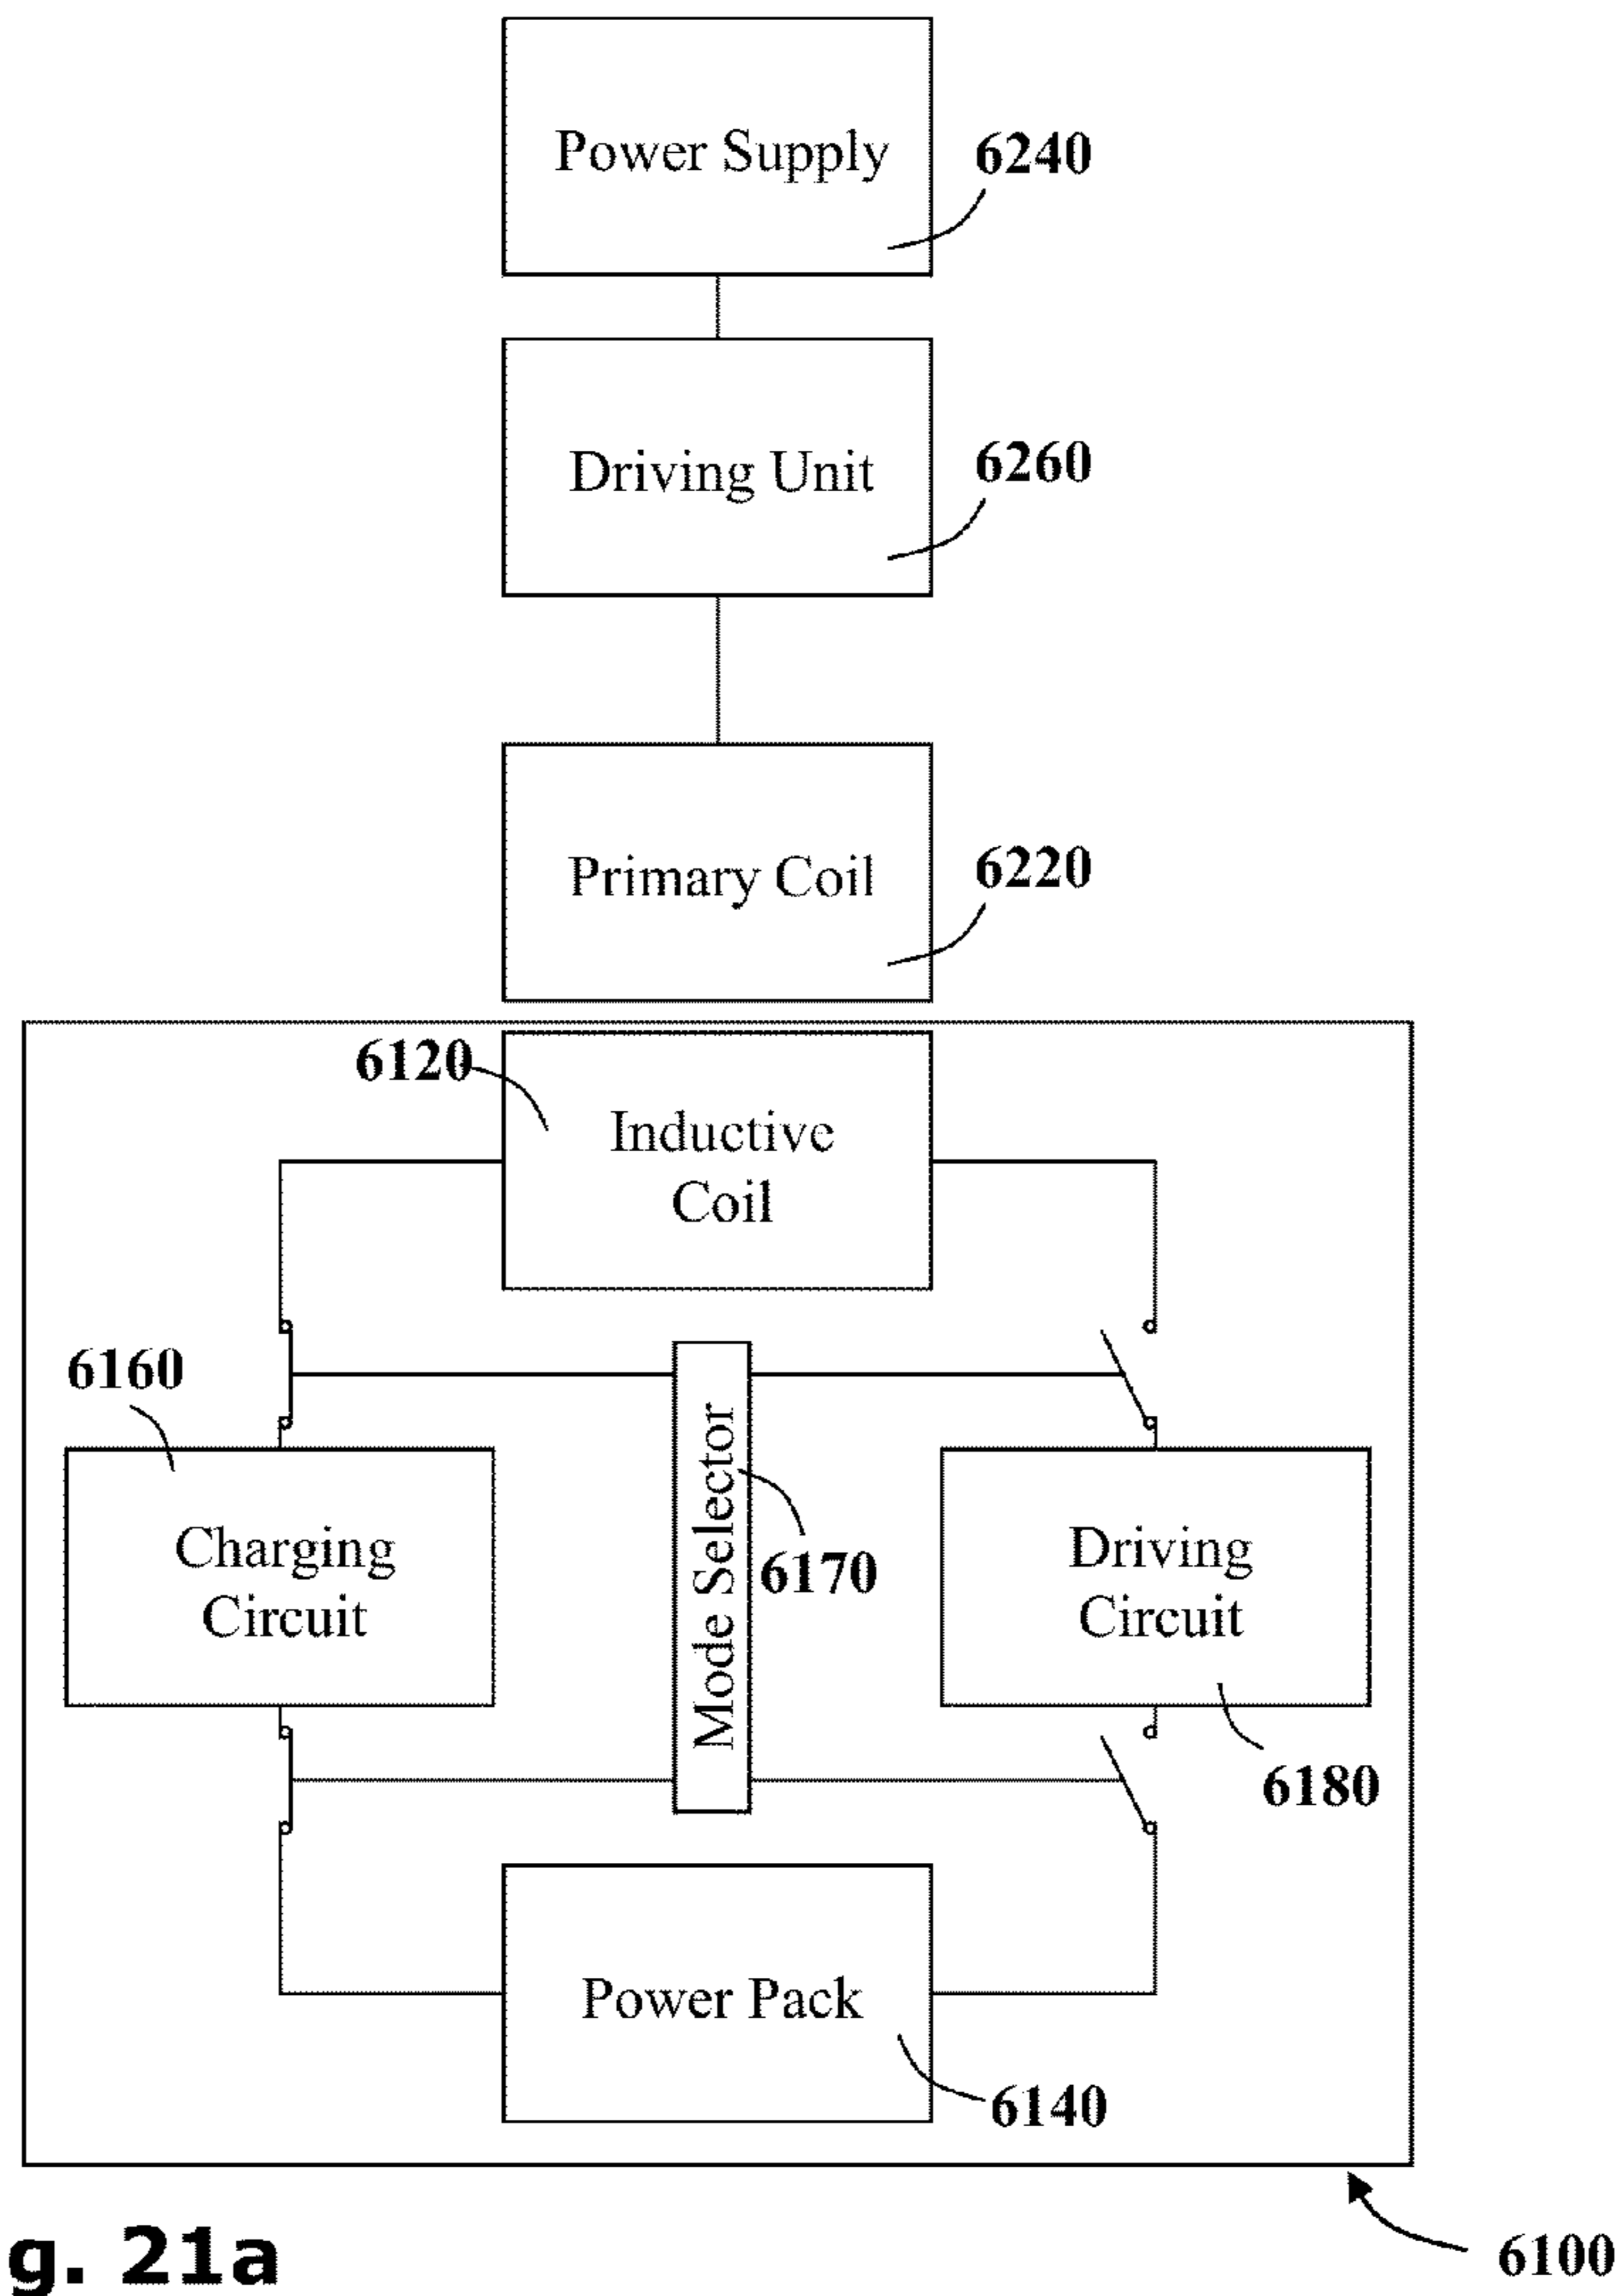 Power Supply
6240
Driving Unit
6260
Primary Coil
6220
6120
Inductive
Coil
6160
Charging
Circuit
Mode Selector
6170
Driving
Circuit
6180
Power Pack
6140
6100
g. 21a